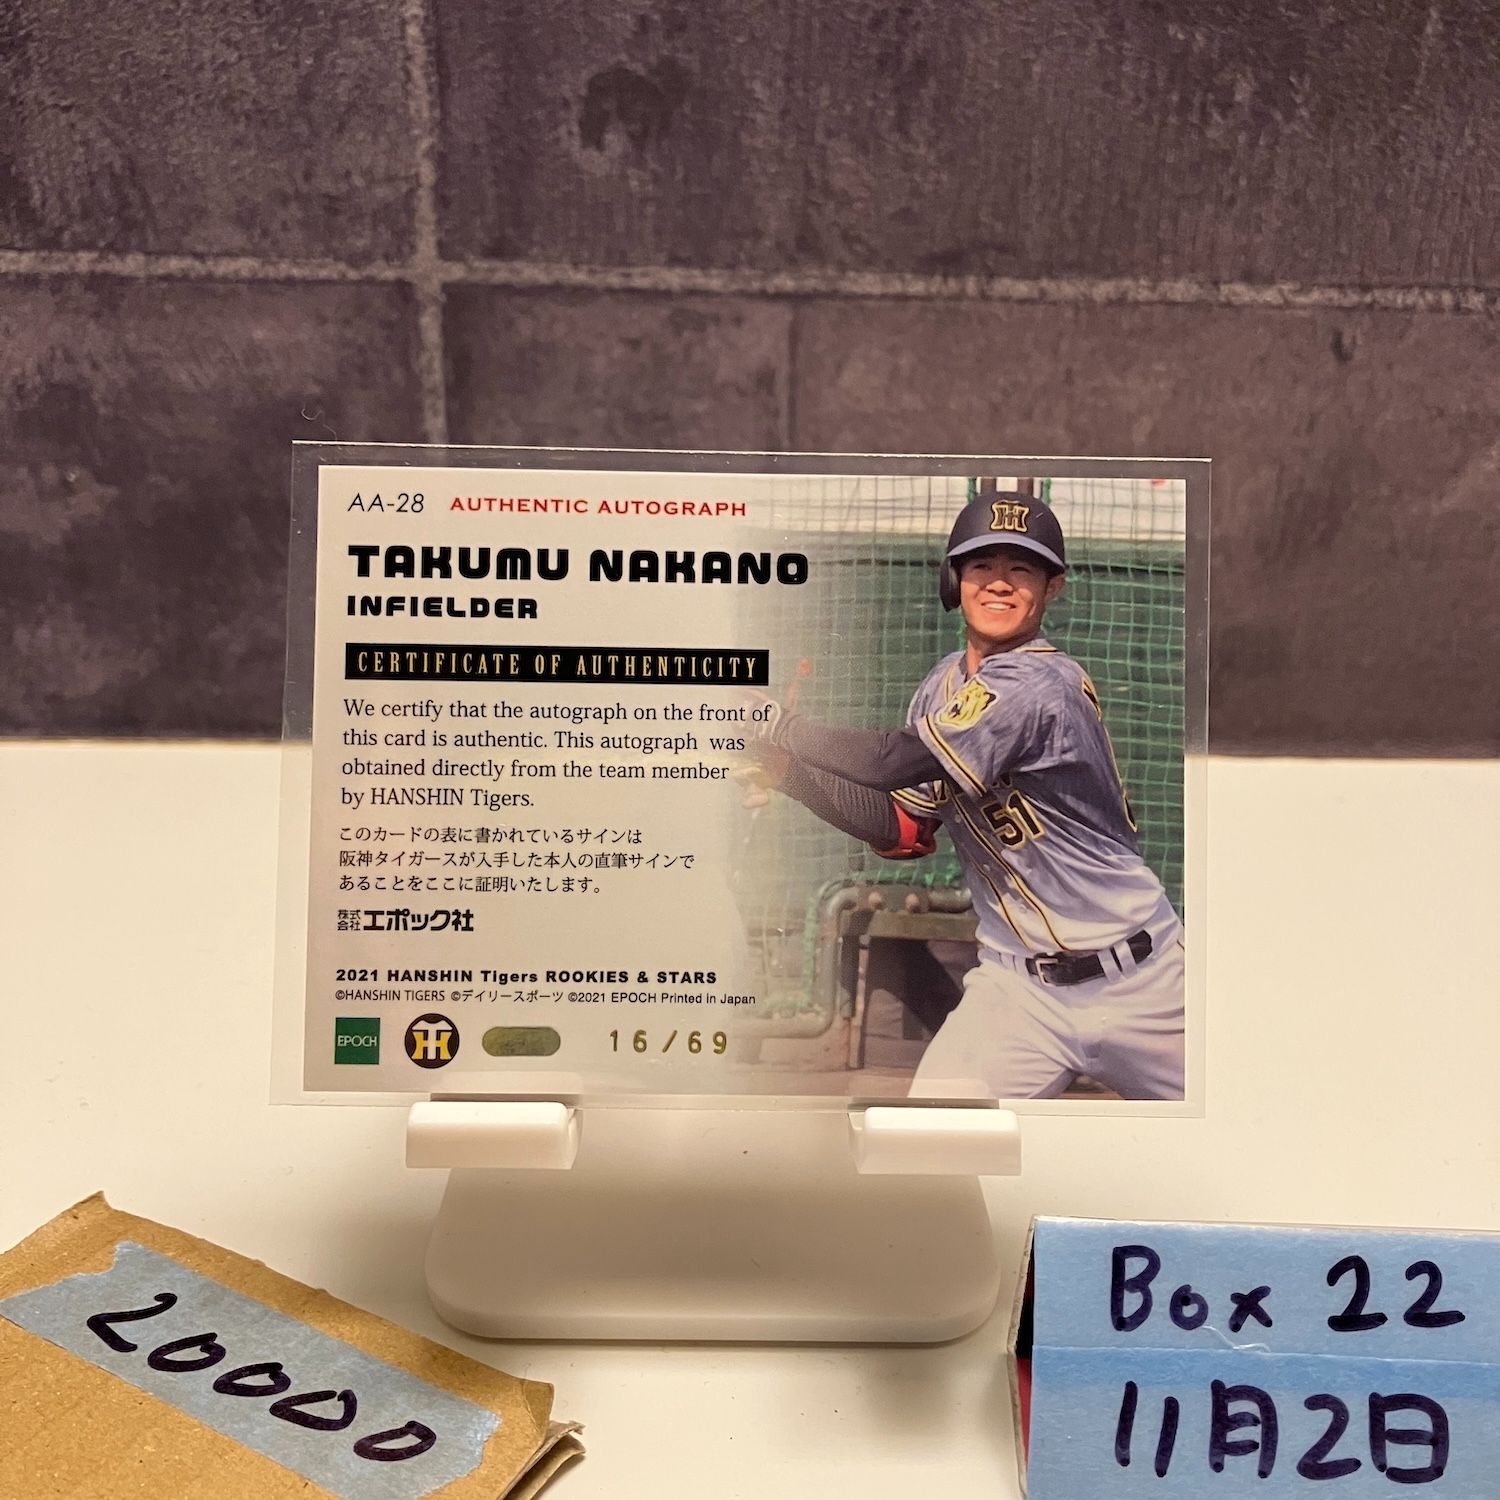 AA-28 AUTHENTIC AUTOGRAPH
TAKUMU NAKANO
INFIELDER
CERTIFICATE OF AUTHENTICITY
We certify that the autograph on the front of
this card is authentic. This autograph was
obtained directly from the team member
by HANSHIN Tigers.
このカードの表に書かれているサインは
阪神タイガースが入手した本人の直筆サインで
あることをここに証明いたします。
株式会社エポック社
2021 HANSHIN Tigers ROOKIES & STARS
©HANSHIN TIGERS ©デイリースポーツ ©2021 EPOCH Printed in Japan
EPOCH
16/69
51
20000
Box 22
11月2日